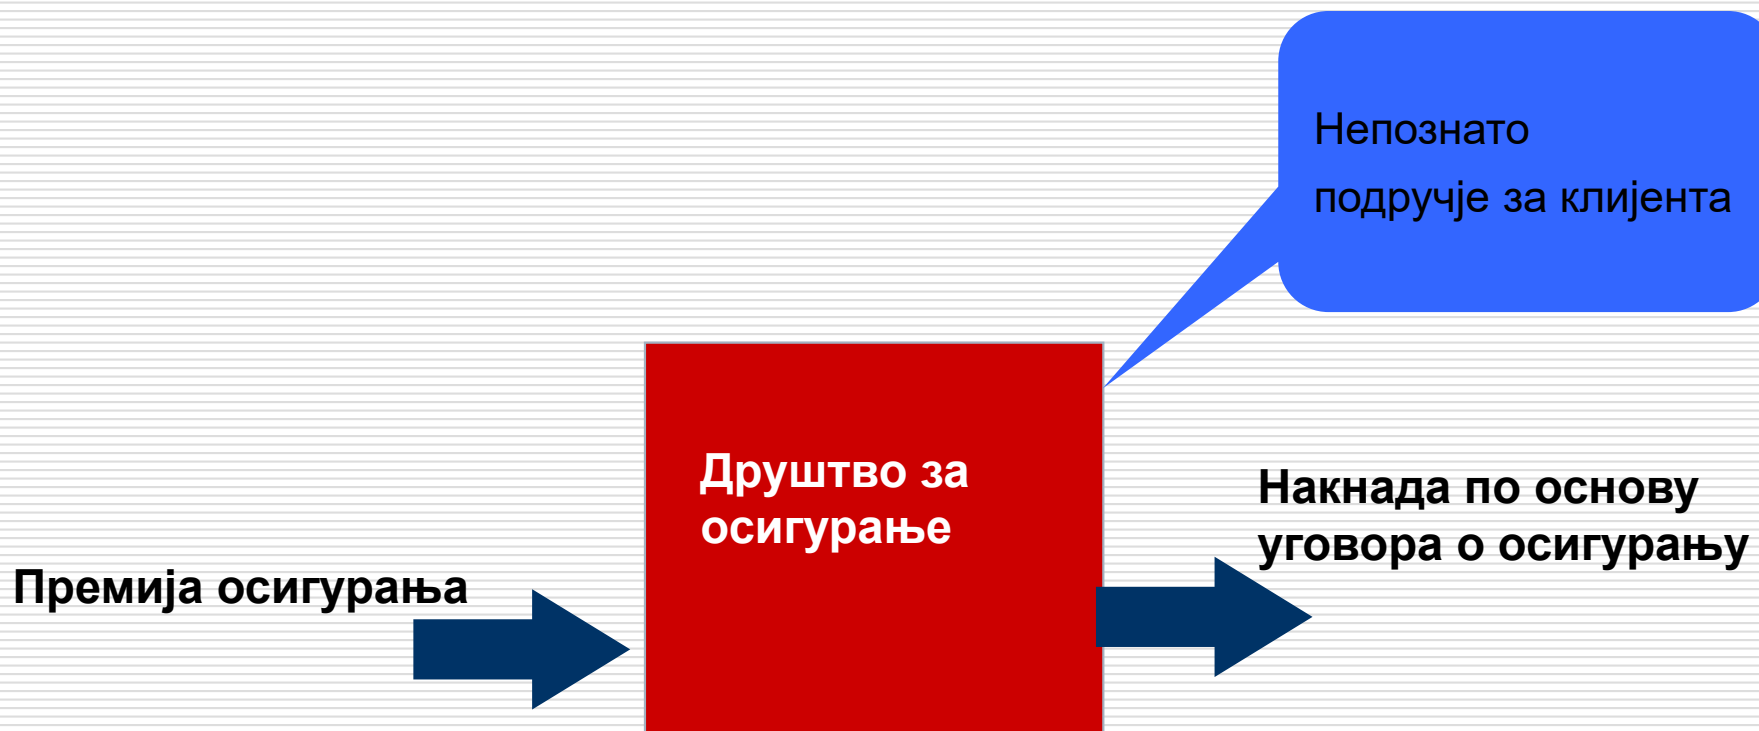 Непознато
подручје за клијента
Друштво за
осигурање
Накнада по основу
уговора о осигурању
Премија осигурања